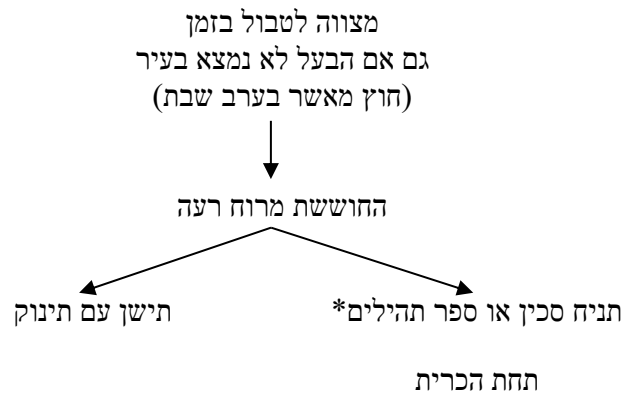 מצווה לטבול בזמן
גם אם הבעל לא נמצא בעיר
(חוץ מאשר בערב שבת)
החוששת מרוח רעה
תניח סכין או ספר תהילים*
תישן עם תינוק
תחת הכרית